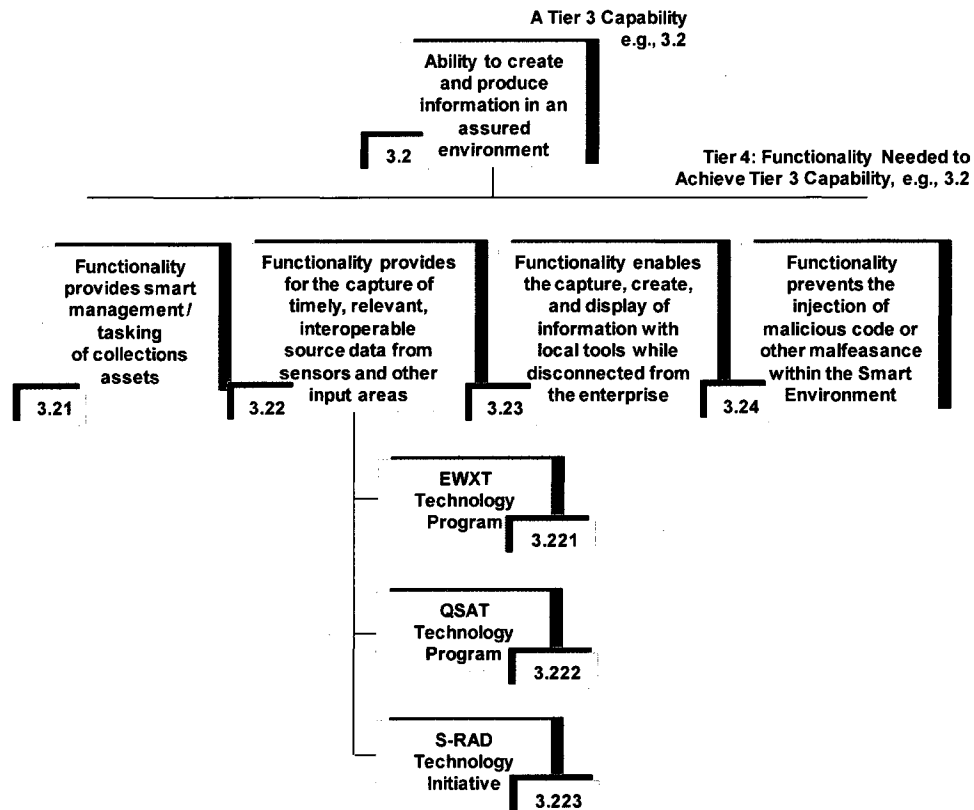 A Tier 3 Capability
e.g., 3.2
Ability to create
and produce
information in an
assured
environment
3.2
Tier 4: Functionality Needed to
Achieve Tier 3 Capability, e.g., 3.2
Functionality
provides smart
management /
tasking
of collections
assets
3.21
Functionality provides
for the capture of
timely, relevant,
interoperable
source data from
sensors and other
input areas
3.22
Functionality enables
the capture, create,
and display of
information with
local tools while
disconnected from
the enterprise
3.23
Functionality
prevents the
injection of
malicious code or
other malfeasance
within the Smart
Environment
3.24
EWXT
Technology
Program
3.221
QSAT
Technology
Program
3.222
S-RAD
Technology
Initiative
3.223